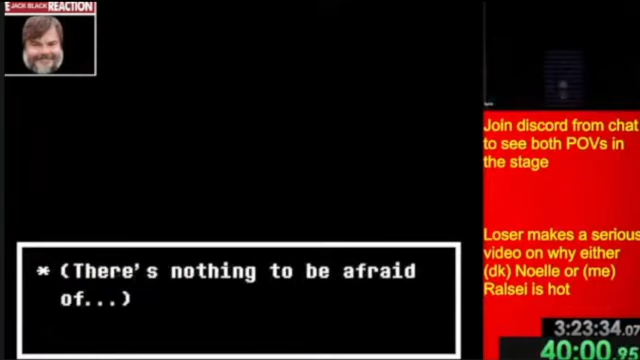 E JACK BLACK REACTION
Join discord from chat
to see both POVs in
the stage
Loser makes a serious
video on why either
(dk) Noelle or (me)
Ralsei is hot
* (There's nothing to be afraid
of...)
3:23:34.07
40:00.95